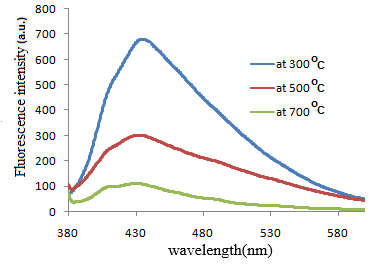 Fluorescence intensity (a.u.)
800
700
600
500
400
300
200
100
0
380
430
480
530
580
wavelength(nm)
at 300 °C
at 500 °C
at 700 °C